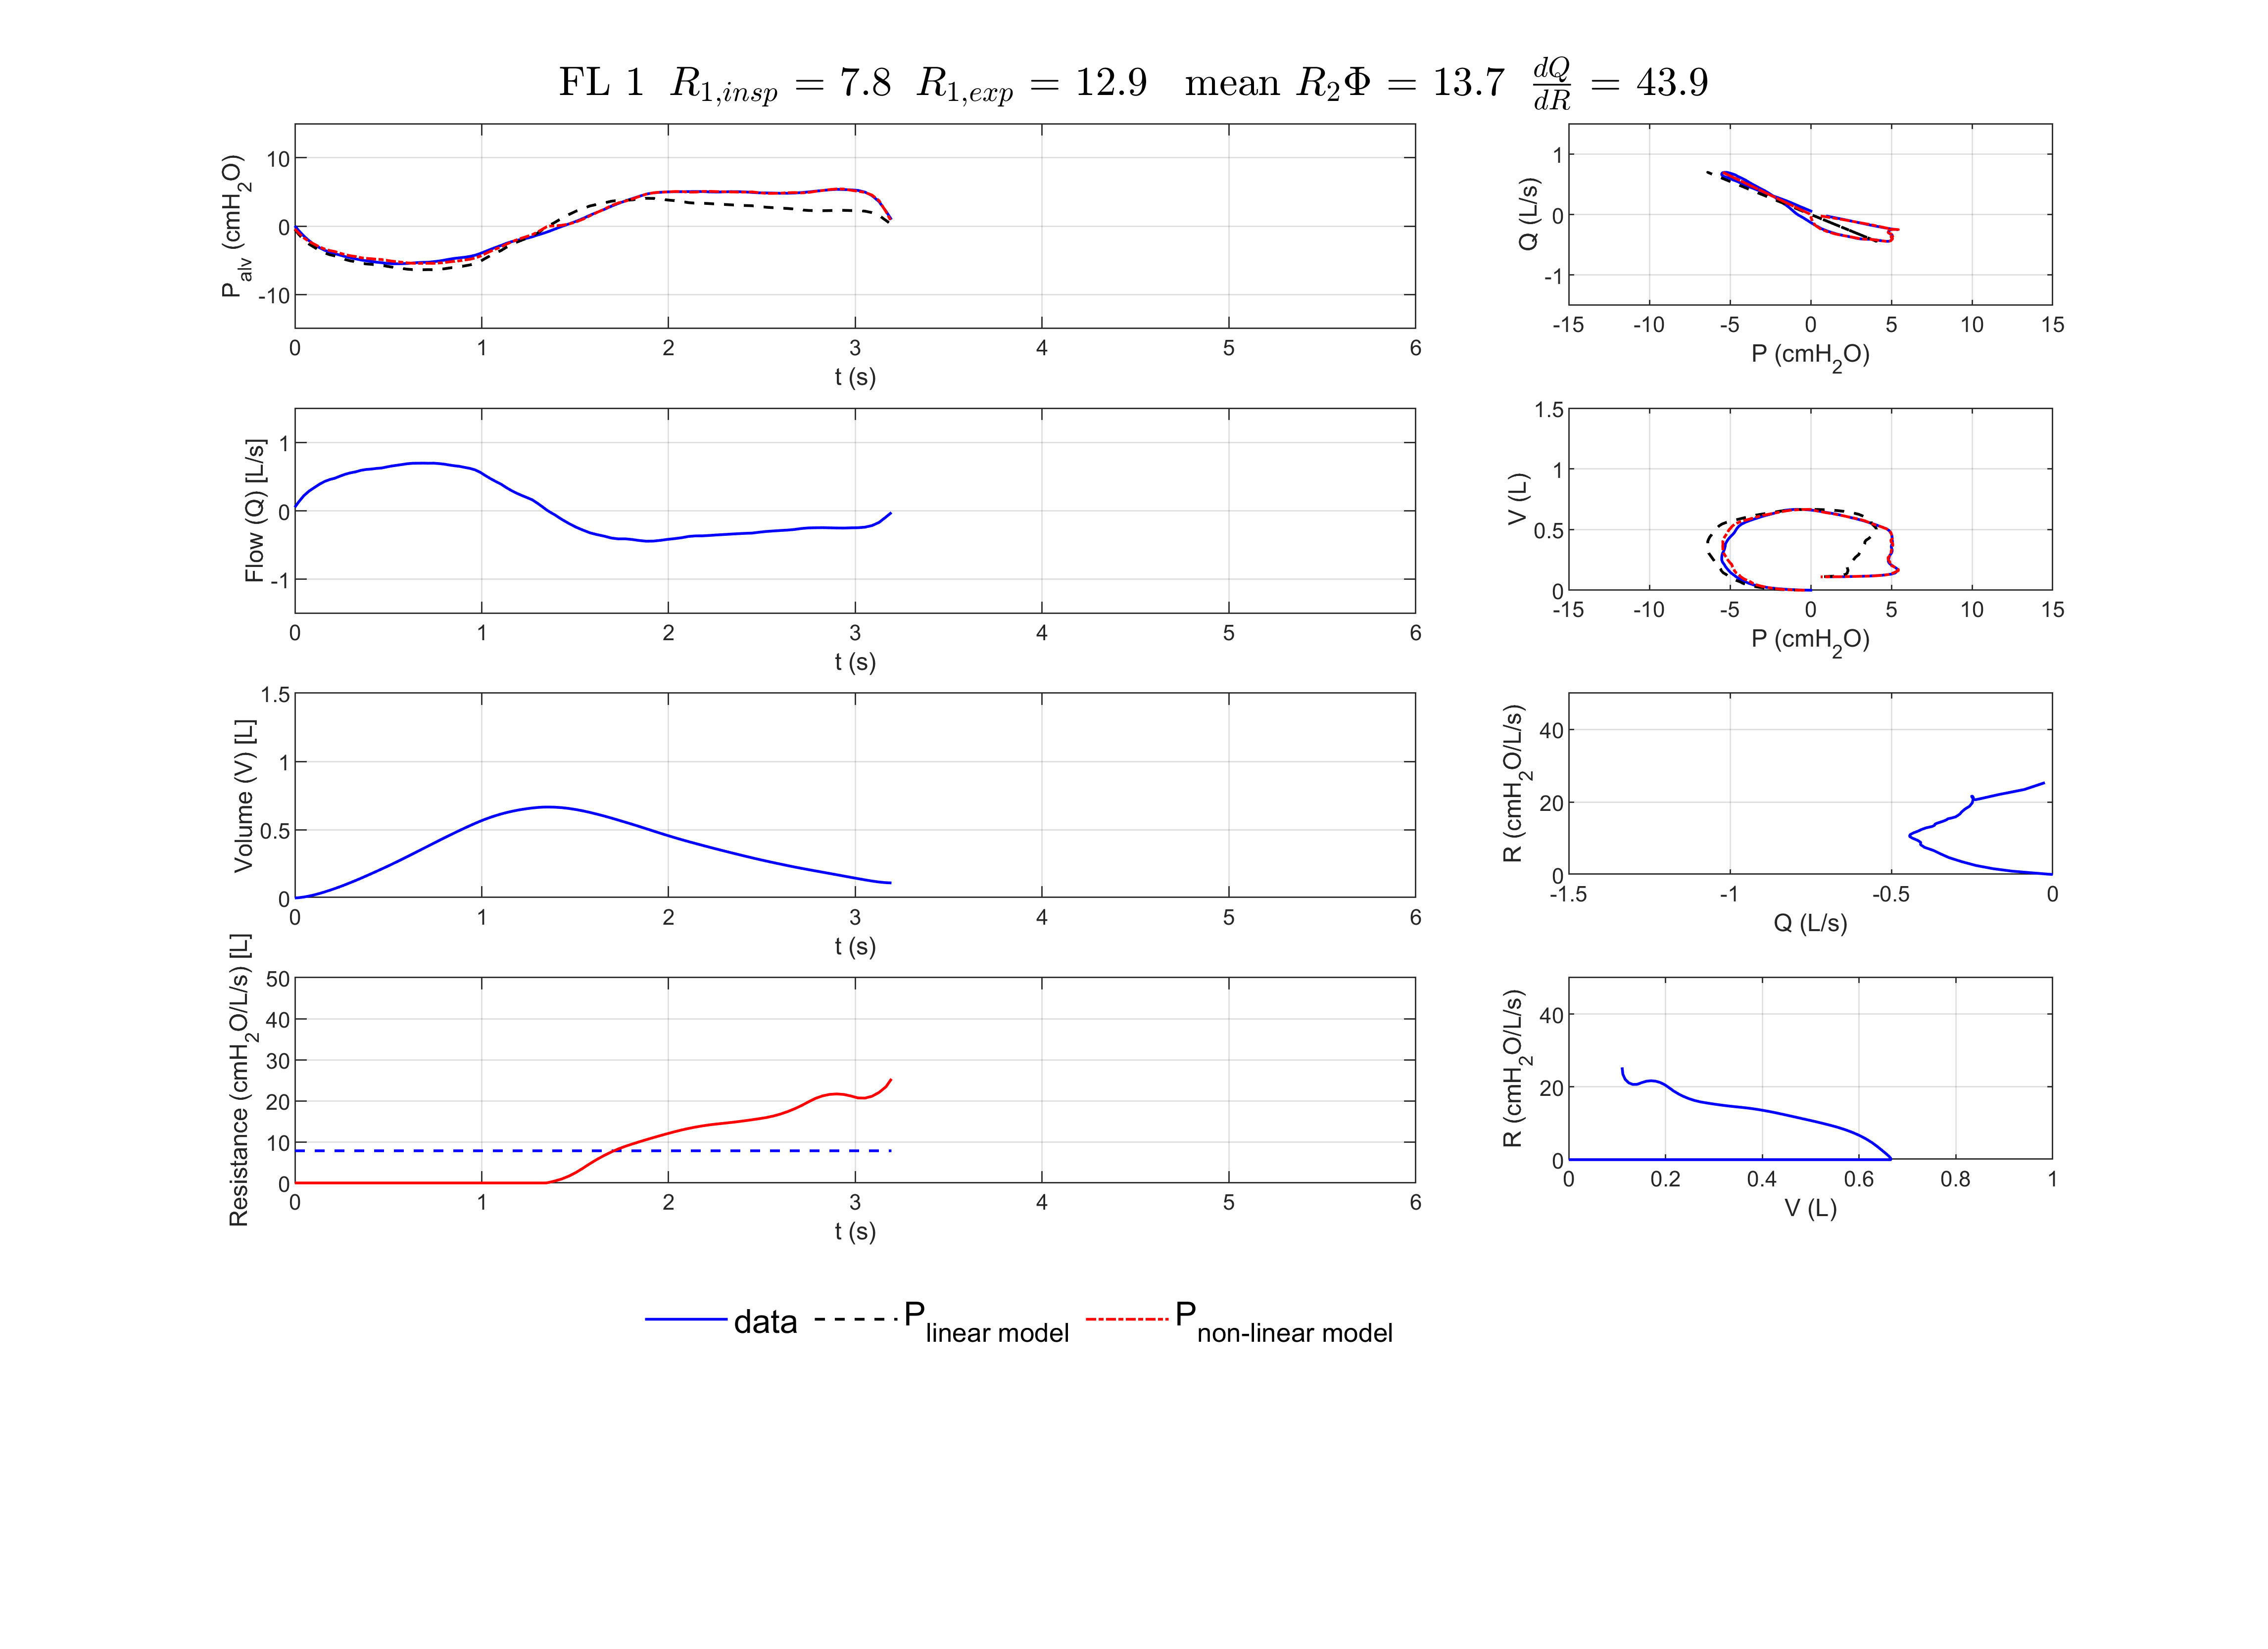 FL 1 R1,insp = 7.8 R1,exp = 12.9 mean R2Φ = 13.7 dQ/dR = 43.9
Palv (cmH2O)
10
0
-10
0 1 2 3 4 5 6
t (s)
Q (L/s)
1
0
-1
-15 -10 -5 0 5 10 15
P (cmH2O)
Flow (Q) [L/s]
1
0
-1
0 1 2 3 4 5 6
t (s)
V (L)
1.5
1
0.5
0
-15 -10 -5 0 5 10 15
P (cmH2O)
Volume (V) [L]
1.5
1
0.5
0
0 1 2 3 4 5 6
t (s)
R (cmH2O/L/s)
40
20
0
-1.5 -1 -0.5 0
Q (L/s)
Resistance (cmH2O/L/s) [L]
50
40
30
20
10
0
0 1 2 3 4 5 6
t (s)
R (cmH2O/L/s)
40
20
0
0 0.2 0.4 0.6 0.8 1
V (L)
data Plinear model Pnon-linear model